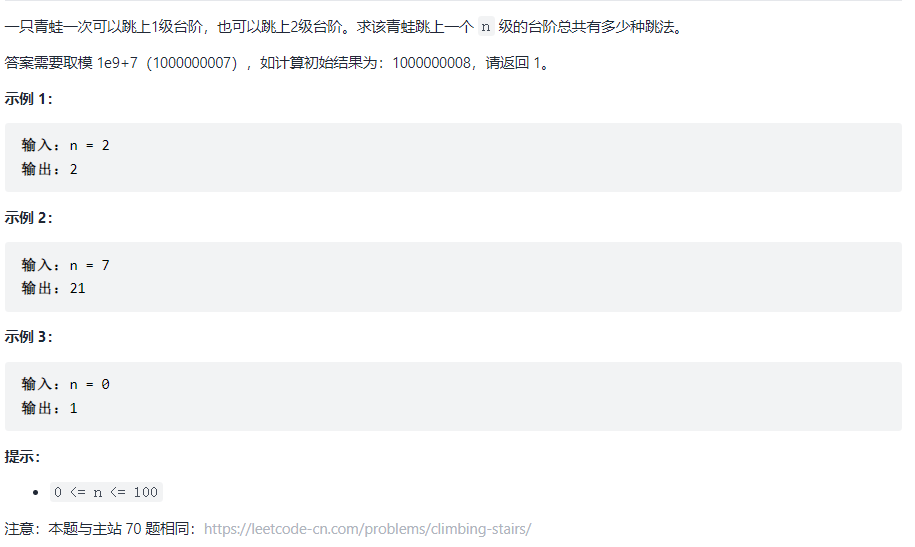 一只青蛙一次可以跳上1级台阶，也可以跳上2级台阶。求该青蛙跳上一个 n 级的台阶总共有多少种跳法。
答案需要取模 1e9+7（1000000007），如计算初始结果为：1000000008，请返回 1。
示例 1：
输入：n = 2
输出：2
示例 2：
输入：n = 7
输出：21
示例 3：
输入：n = 0
输出：1
提示：
• 0 <= n <= 100
注意：本题与主站 70 题相同：https://leetcode-cn.com/problems/climbing-stairs/